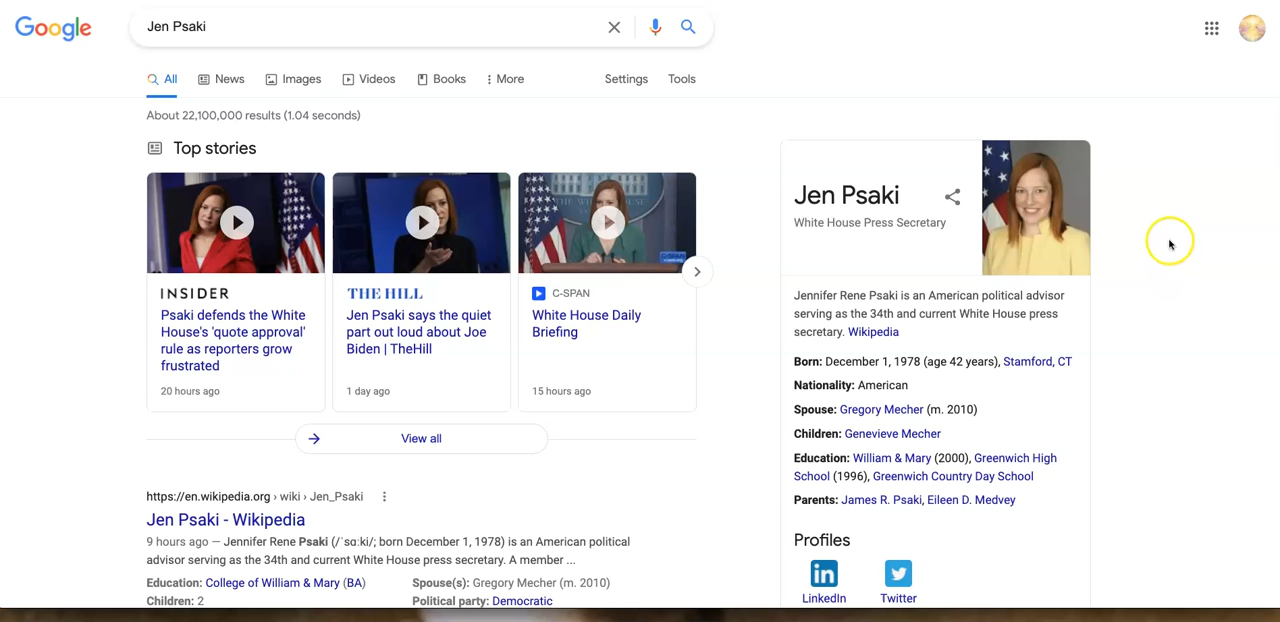 Google
Jen Psaki
All News Images Videos Books More Settings Tools
About 22,100,000 results (1.04 seconds)
Top stories
INSIDER
Psaki defends the White
House's 'quote approval'
rule as reporters grow
frustrated
20 hours ago
THE HILL
Jen Psaki says the quiet
part out loud about Joe
Biden | TheHill
1 day ago
C-SPAN
White House Daily
Briefing
15 hours ago
View all
https://en.wikipedia.org › wiki › Jen_Psaki
Jen Psaki - Wikipedia
9 hours ago — Jennifer Rene Psaki (/ˈsɑːki/; born December 1, 1978) is an American political
advisor serving as the 34th and current White House press secretary. A member ...
Education: College of William & Mary (BA) Spouse(s): Gregory Mecher (m. 2010)
Children: 2 Political party: Democratic
Jen Psaki
White House Press Secretary
Jennifer Rene Psaki is an American political advisor
serving as the 34th and current White House press
secretary. Wikipedia
Born: December 1, 1978 (age 42 years), Stamford, CT
Nationality: American
Spouse: Gregory Mecher (m. 2010)
Children: Genevieve Mecher
Education: William & Mary (2000), Greenwich High
School (1996), Greenwich Country Day School
Parents: James R. Psaki, Eileen D. Medvey
Profiles
LinkedIn Twitter